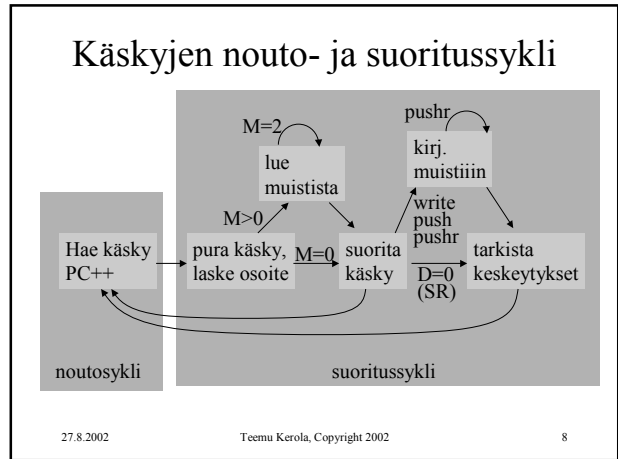 Käskyjen nouto- ja suoritussykli
pushr
M=2
lue
muistista
kirj.
muistiiin
M>0
write
push
pushr
Hae käsky
PC++
pura käsky,
laske osoite
M=0
suorita
käsky
D=0
(SR)
tarkista
keskeytykset
noutosykli
suoritussykli
27.8.2002
Teemu Kerola, Copyright 2002
8